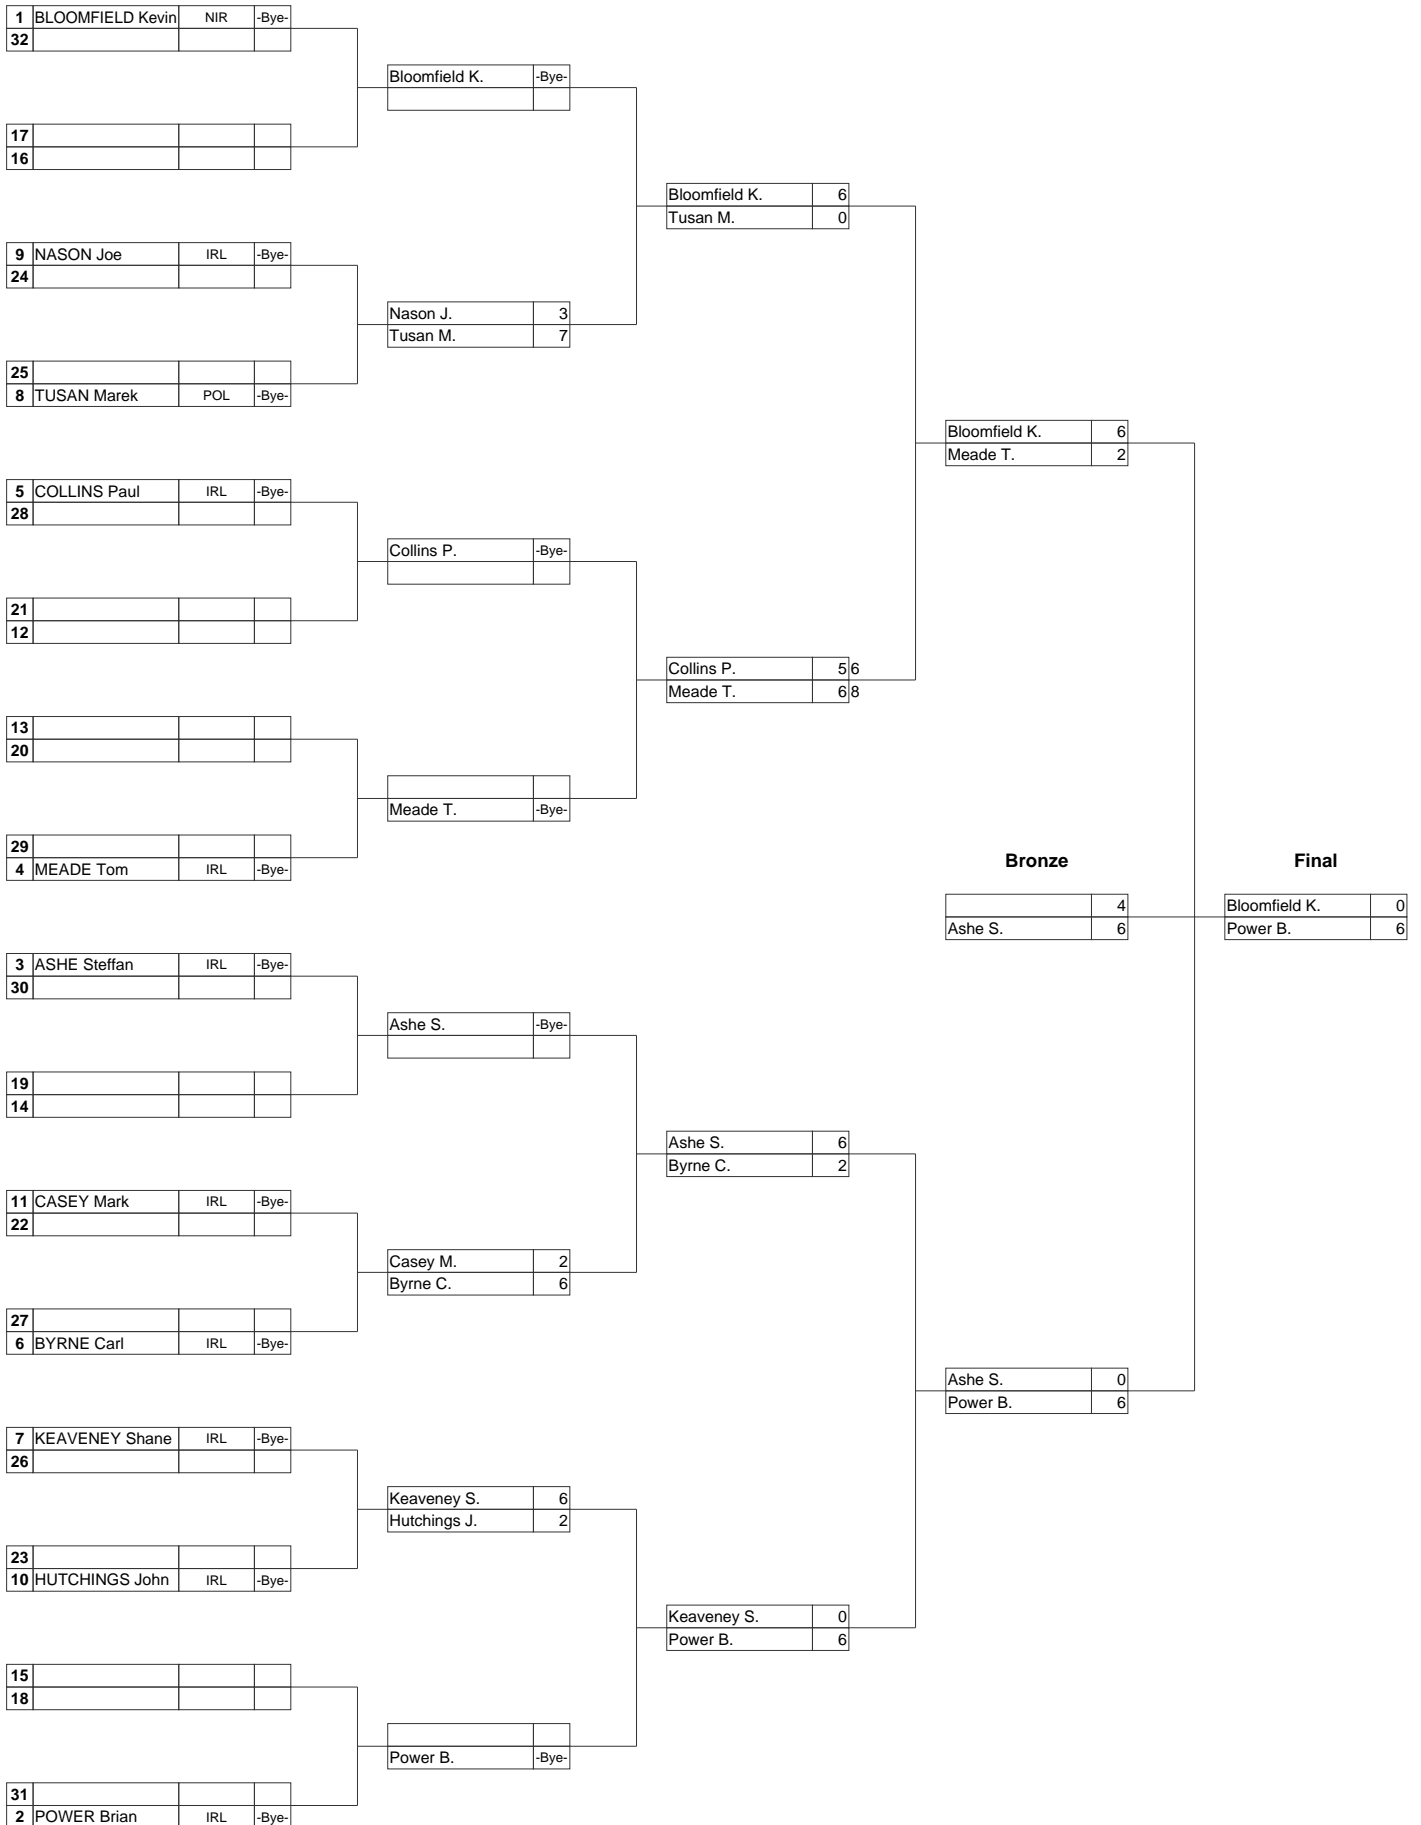 1 BLOOMFIELD Kevin NIR -Bye-
32
Bloomfield K. -Bye-
17
16
Bloomfield K. 6
Tusan M. 0
9 NASON Joe IRL -Bye-
24
Nason J. 3
Tusan M. 7
25
8 TUSAN Marek POL -Bye-
Bloomfield K. 6
Meade T. 2
5 COLLINS Paul IRL -Bye-
28
Collins P. -Bye-
21
12
Collins P. 5 6
Meade T. 6 8
13
20
Meade T. -Bye-
29
4 MEADE Tom IRL -Bye-
Bronze Final
4 Bloomfield K. 0
Ashe S. 6 Power B. 6
3 ASHE Steffan IRL -Bye-
30
Ashe S. -Bye-
19
14
Ashe S. 6
Byrne C. 2
11 CASEY Mark IRL -Bye-
22
Casey M. 2
Byrne C. 6
27
6 BYRNE Carl IRL -Bye-
Ashe S. 0
Power B. 6
7 KEAVENEY Shane IRL -Bye-
26
Keaveney S. 6
Hutchings J. 2
23
10 HUTCHINGS John IRL -Bye-
Keaveney S. 0
Power B. 6
15
18
Power B. -Bye-
31
2 POWER Brian IRL -Bye-